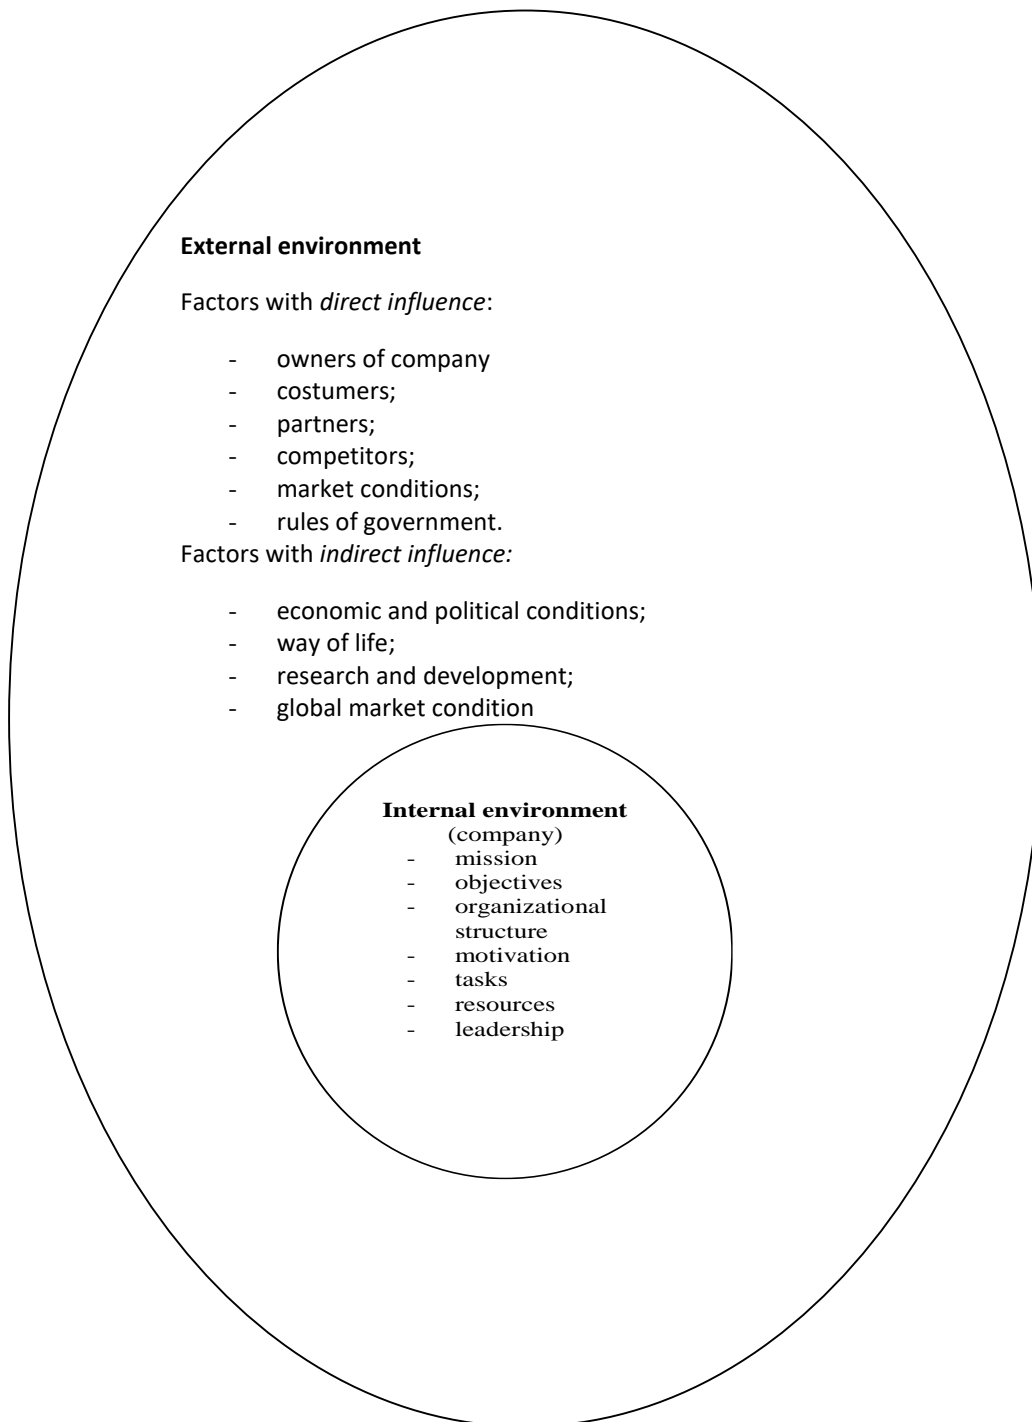 External environment
Factors with direct influence:
- owners of company
- costumers;
- partners;
- competitors;
- market conditions;
- rules of government.
Factors with indirect influence:
- economic and political conditions;
- way of life;
- research and development;
- global market condition
Internal environment
(company)
- mission
- objectives
- organizational
structure
- motivation
- tasks
- resources
- leadership